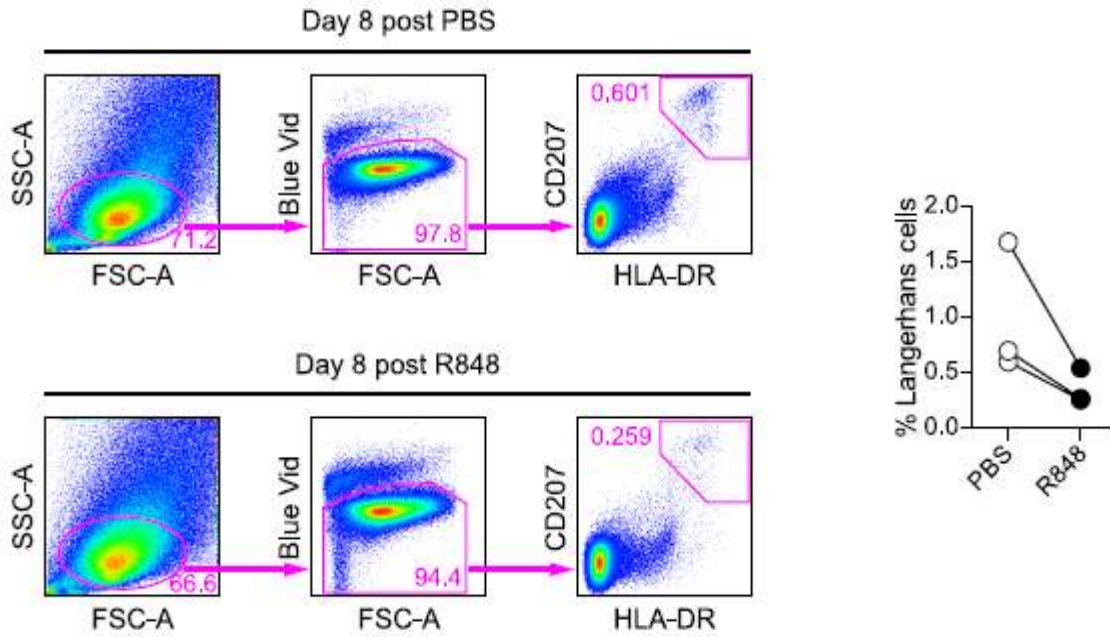 Day 8 post PBS
SSC-A
71.2
FSC-A
Blue Vid
97.8
FSC-A
CD207
0,601
HLA-DR
Day 8 post R848
SSC-A
66.6
FSC-A
Blue Vid
94.4
FSC-A
CD207
0.259
HLA-DR
% Langerhans cells
2.0
1.5
1.0
0.5
0.0
PBS
R848